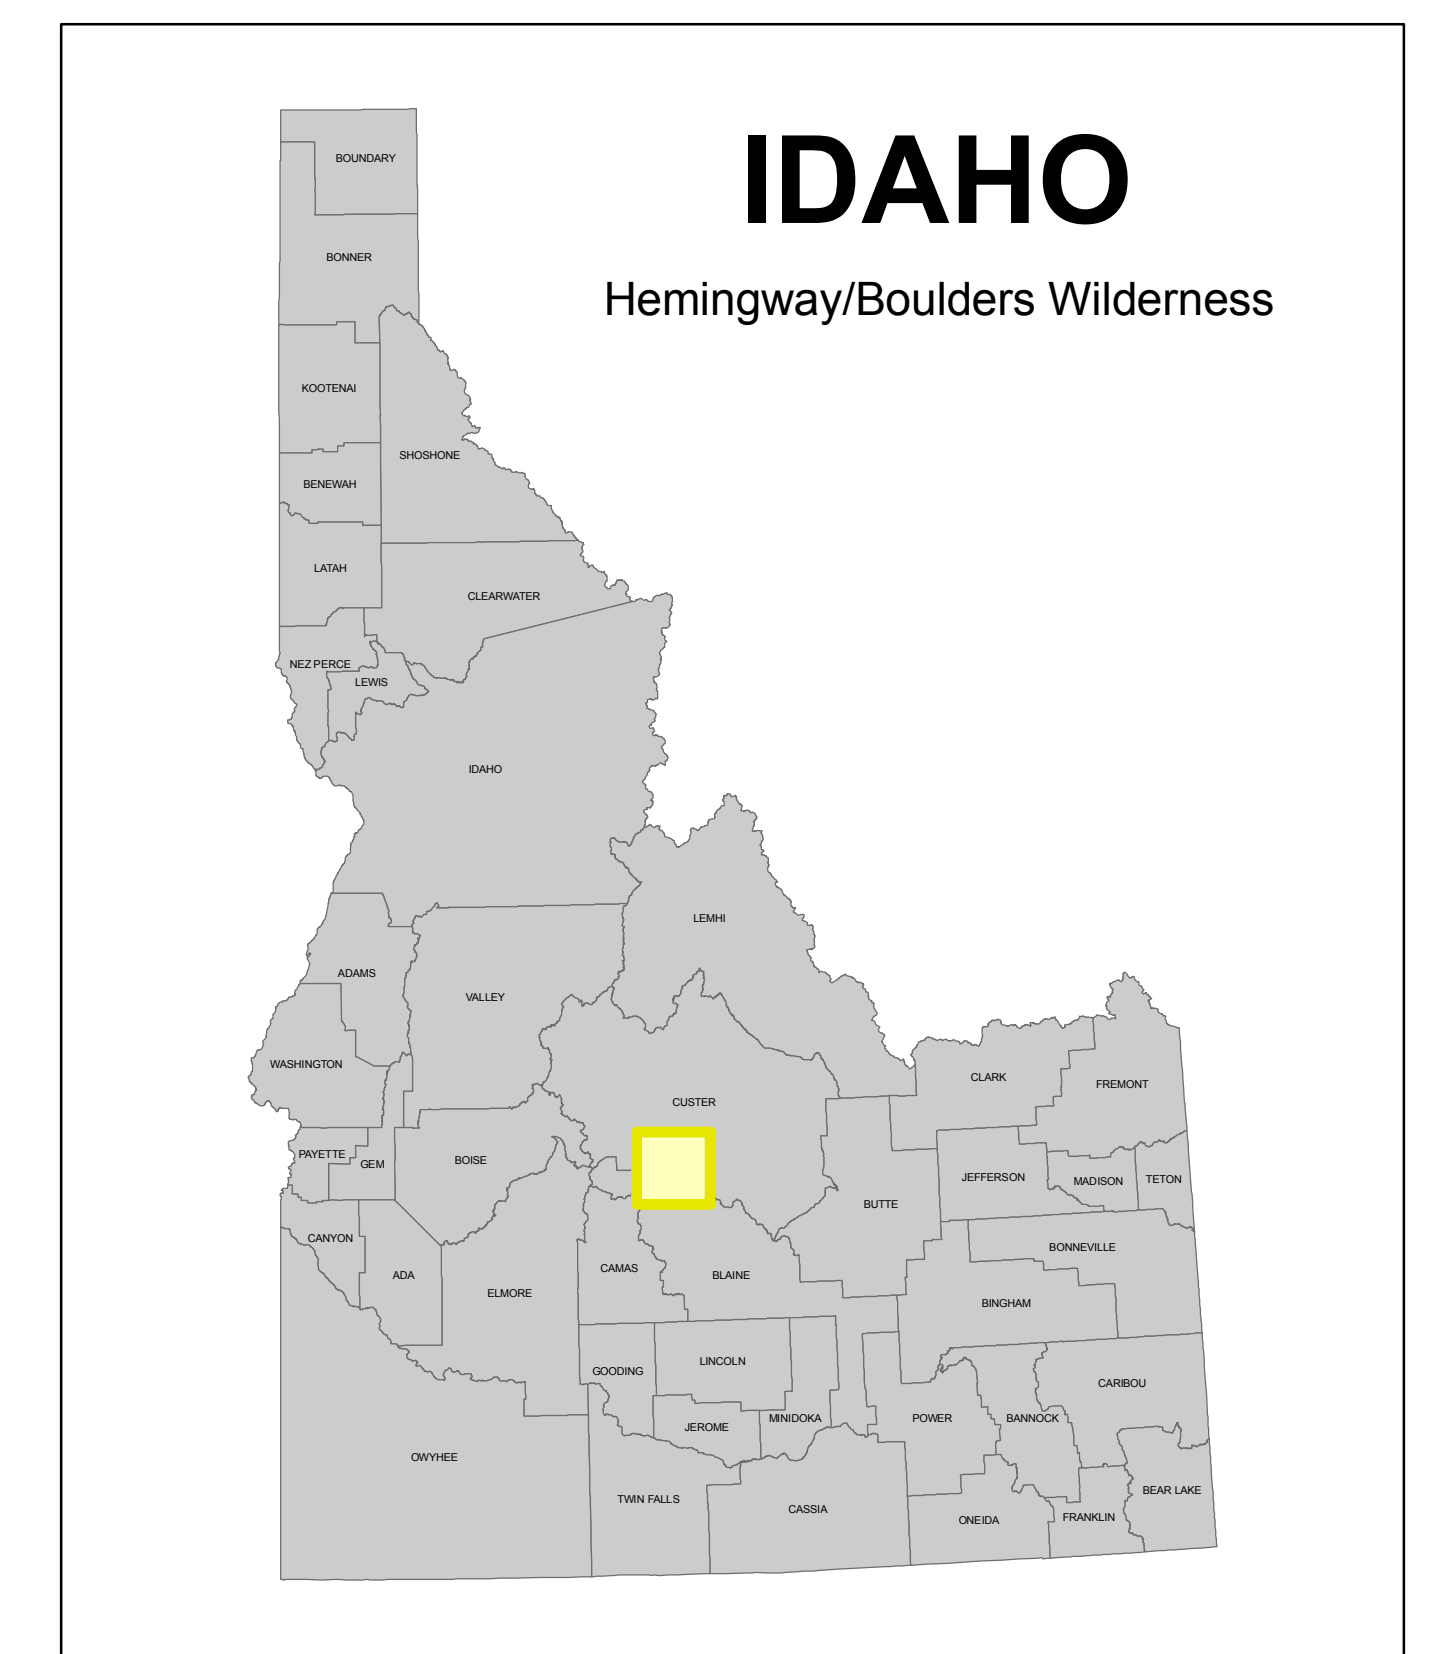 IDAHO
Hemingway/Boulders Wilderness
BOUNDARY
BONNER
KOOTENAI
SHOSHONE
BENEWAH
LATAH
CLEARWATER
NEZ PERCE
LEWIS
IDAHO
LEMHI
ADAMS
VALLEY
WASHINGTON
CLARK
FREMONT
CUSTER
PAYETTE
GEM
BOISE
JEFFERSON
MADISON
TETON
BUTTE
CANYON
BONNEVILLE
ADA
CAMAS
BLAINE
ELMORE
BINGHAM
GOODING
LINCOLN
CARIBOU
JEROME
MINIDOKA
POWER
BANNOCK
OWYHEE
TWIN FALLS
CASSIA
ONEIDA
FRANKLIN
BEAR LAKE